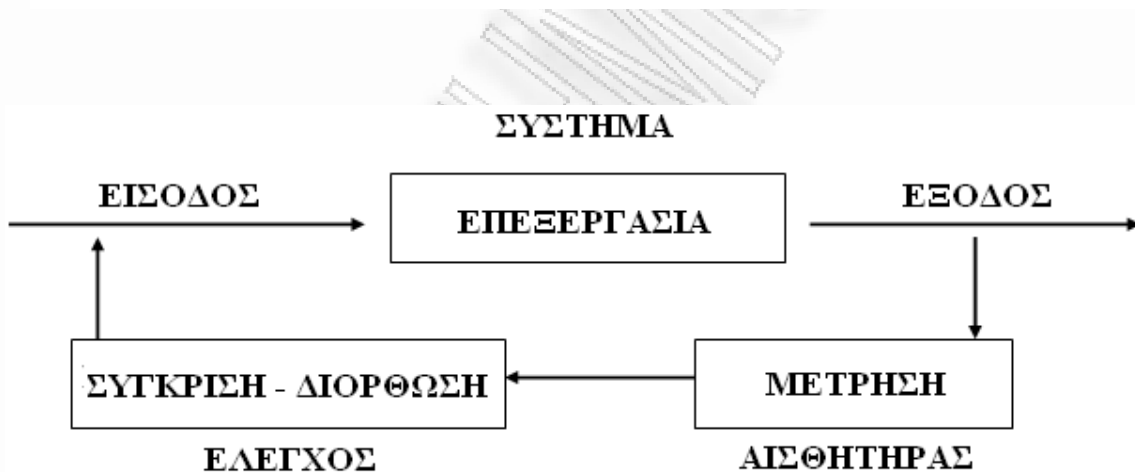 ΣΥΣΤΗΜΑ
ΕΙΣΟΔΟΣ
ΕΠΕΞΕΡΓΑΣΙΑ
ΕΞΟΔΟΣ
ΣΥΓΚΡΙΣΗ - ΔΙΟΡΘΩΣΗ
ΜΕΤΡΗΣΗ
ΕΛΕΓΧΟΣ
ΑΙΣΘΗΤΗΡΑΣ